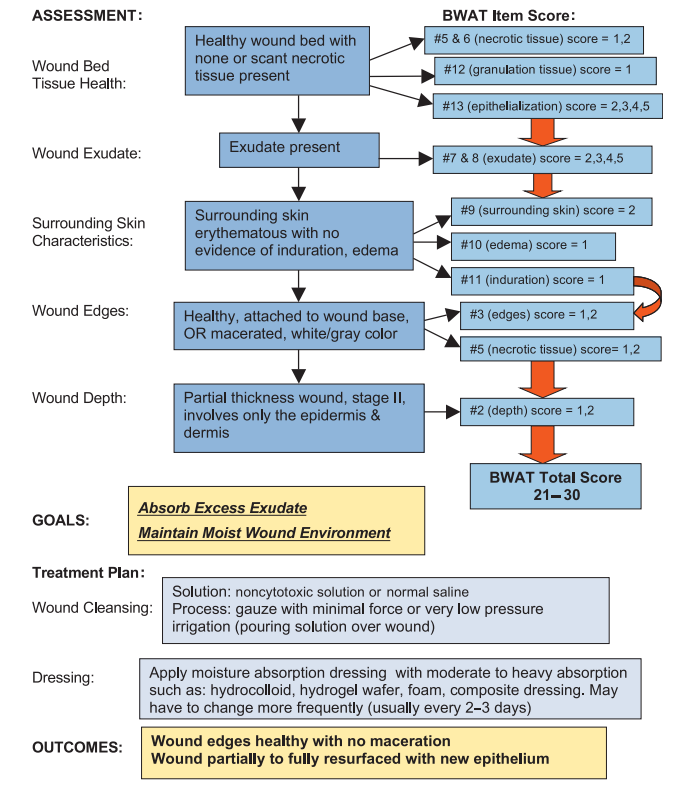 ASSESSMENT:
BWAT Item Score:
Wound Bed
Tissue Health:
Healthy wound bed with
none or scant necrotic
tissue present
#5 & 6 (necrotic tissue) score = 1,2
#12 (granulation tissue) score = 1
#13 (epithelialization) score = 2,3,4,5
Wound Exudate:
Exudate present
#7 & 8 (exudate) score = 2,3,4,5
Surrounding Skin
Characteristics:
Surrounding skin
erythematous with no
evidence of induration, edema
#9 (surrounding skin) score = 2
#10 (edema) score = 1
#11 (induration) score = 1
Wound Edges:
Healthy, attached to wound base,
OR macerated, white/gray color
#3 (edges) score = 1,2
#5 (necrotic tissue) score= 1,2
Wound Depth:
Partial thickness wound, stage II,
involves only the epidermis &
dermis
#2 (depth) score = 1,2
BWAT Total Score
21–30
GOALS:
Absorb Excess Exudate
Maintain Moist Wound Environment
Treatment Plan:
Wound Cleansing:
Solution: noncytotoxic solution or normal saline
Process: gauze with minimal force or very low pressure
irrigation (pouring solution over wound)
Dressing:
Apply moisture absorption dressing with moderate to heavy absorption
such as: hydrocolloid, hydrogel wafer, foam, composite dressing. May
have to change more frequently (usually every 2–3 days)
OUTCOMES:
Wound edges healthy with no maceration
Wound partially to fully resurfaced with new epithelium